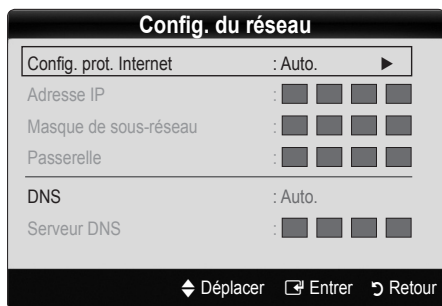 Config. du réseau
Config. prot. Internet : Auto. ►
Adresse IP :
Masque de sous-réseau :
Passerelle :
DNS : Auto.
Serveur DNS :
Déplacer Entrer Retour